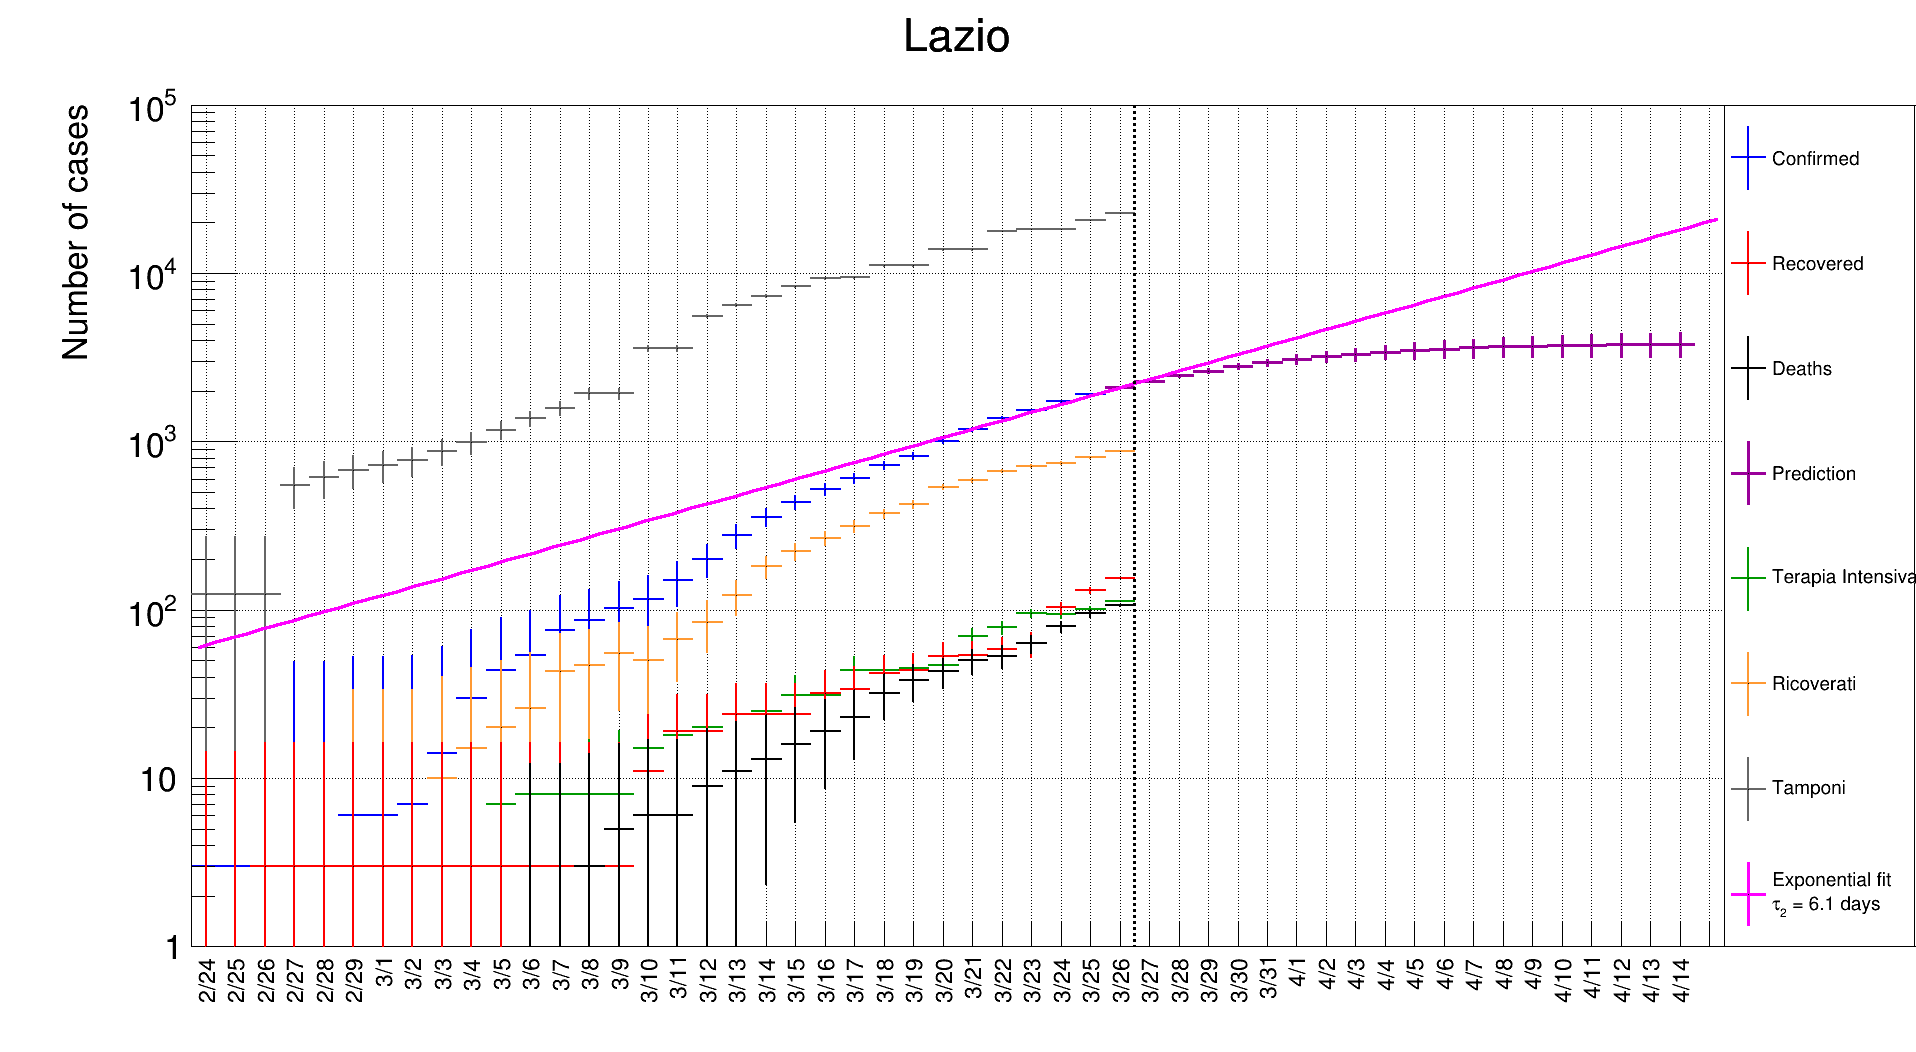 Lazio
Number of cases
10^5
10^4
10^3
10^2
10
1
2/24 2/25 2/26 2/27 2/28 2/29 3/1 3/2 3/3 3/4 3/5 3/6 3/7 3/8 3/9 3/10 3/11 3/12 3/13 3/14 3/15 3/16 3/17 3/18 3/19 3/20 3/21 3/22 3/23 3/24 3/25 3/26 3/27 3/28 3/29 3/30 3/31 4/1 4/2 4/3 4/4 4/5 4/6 4/7 4/8 4/9 4/10 4/11 4/12 4/13 4/14
Confirmed
Recovered
Deaths
Prediction
Terapia Intensiva
Ricoverati
Tamponi
Exponential fit
τ₂ = 6.1 days